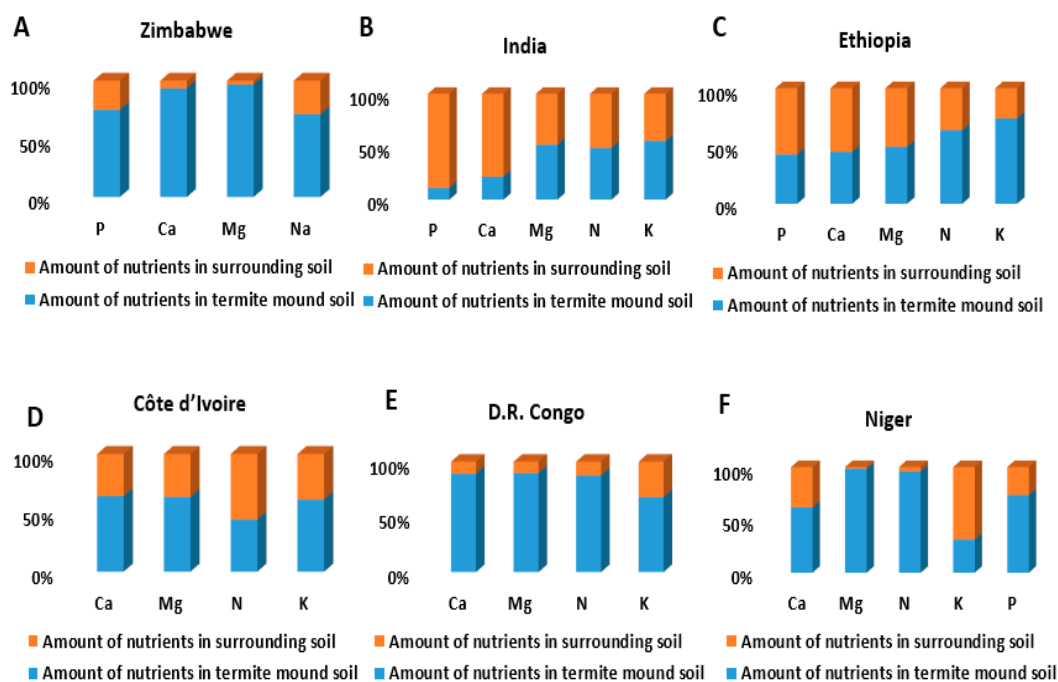 A
Zimbabwe
100%
50%
0%
P Ca Mg Na
Amount of nutrients in surrounding soil
Amount of nutrients in termite mound soil
B
India
100%
50%
0%
P Ca Mg N K
Amount of nutrients in surrounding soil
Amount of nutrients in termite mound soil
C
Ethiopia
100%
50%
0%
P Ca Mg N K
Amount of nutrients in surrounding soil
Amount of nutrients in termite mound soil
D
Côte d’Ivoire
100%
50%
0%
Ca Mg N K
Amount of nutrients in surrounding soil
Amount of nutrients in termite mound soil
E
D.R. Congo
100%
50%
0%
Ca Mg N K
Amount of nutrients in surrounding soil
Amount of nutrients in termite mound soil
F
Niger
100%
50%
0%
Ca Mg N K P
Amount of nutrients in surrounding soil
Amount of nutrients in termite mound soil